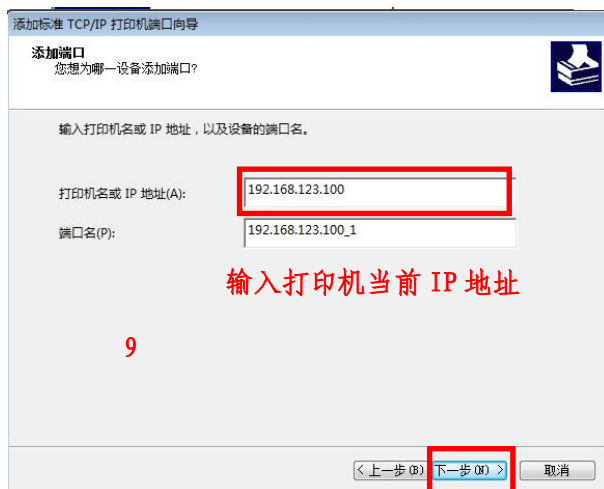 添加标准 TCP/IP 打印机端口向导
添加端口
您想为哪一设备添加端口?
输入打印机名或 IP 地址，以及设备的端口名。
打印机名或 IP 地址(A): 192.168.123.100
端口名(P): 192.168.123.100_1
输入打印机当前 IP 地址
9
< 上一步(B) 下一步(N) > 取消